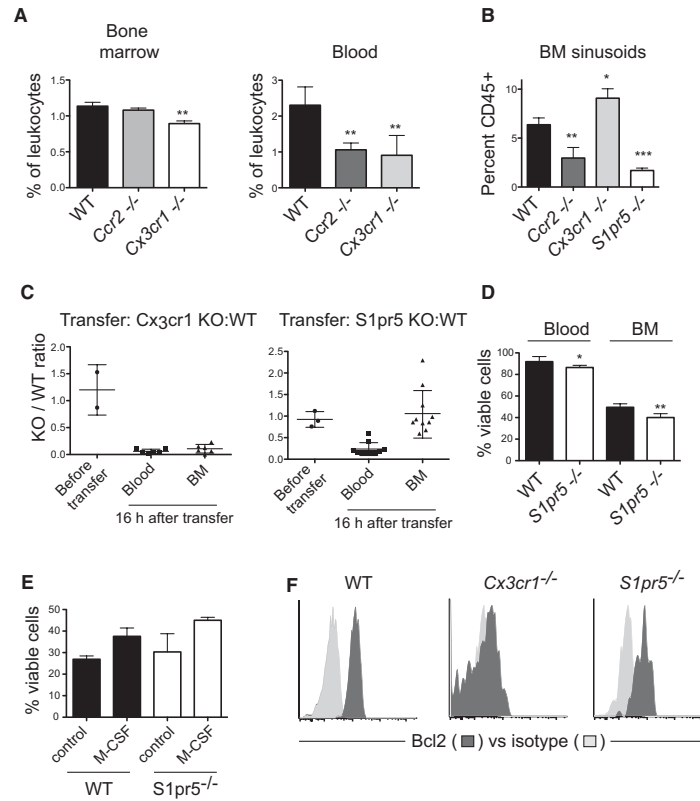 A
Bone
marrow
% of leukocytes
1.5
1.0
0.5
0.0
WT
Ccr2 -/-
Cx3cr1 -/-
**
Blood
% of leukocytes
3
2
1
0
WT
Ccr2 -/-
Cx3cr1 -/-
**
**
B
BM sinusoids
Percent CD45+
10
5
0
WT
Ccr2 -/-
Cx3cr1 -/-
S1pr5 -/-
**
*
***
C
Transfer: Cx3cr1 KO:WT
KO / WT ratio
2.0
1.5
1.0
0.5
0.0
Before
transfer
Blood
BM
16 h after transfer
Transfer: S1pr5 KO:WT
2.5
2.0
1.5
1.0
0.5
0.0
Before
transfer
Blood
BM
16 h after transfer
D
Blood
BM
% viable cells
100
80
60
40
20
0
*
**
WT
S1pr5 -/-
WT
S1pr5 -/-
E
% viable cells
50
40
30
20
10
0
control
M-CSF
control
M-CSF
WT
S1pr5-/-
F
WT
Cx3cr1-/-
S1pr5-/-
Bcl2 ( ) vs isotype ( )